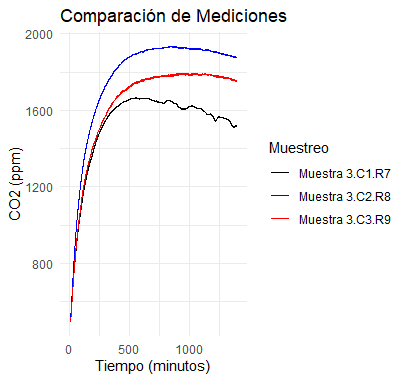 Comparación de Mediciones
CO2 (ppm)
2000
1600
1200
800
0
500
1000
Tiempo (minutos)
Muestreo
Muestra 3.C1.R7
Muestra 3.C2.R8
Muestra 3.C3.R9